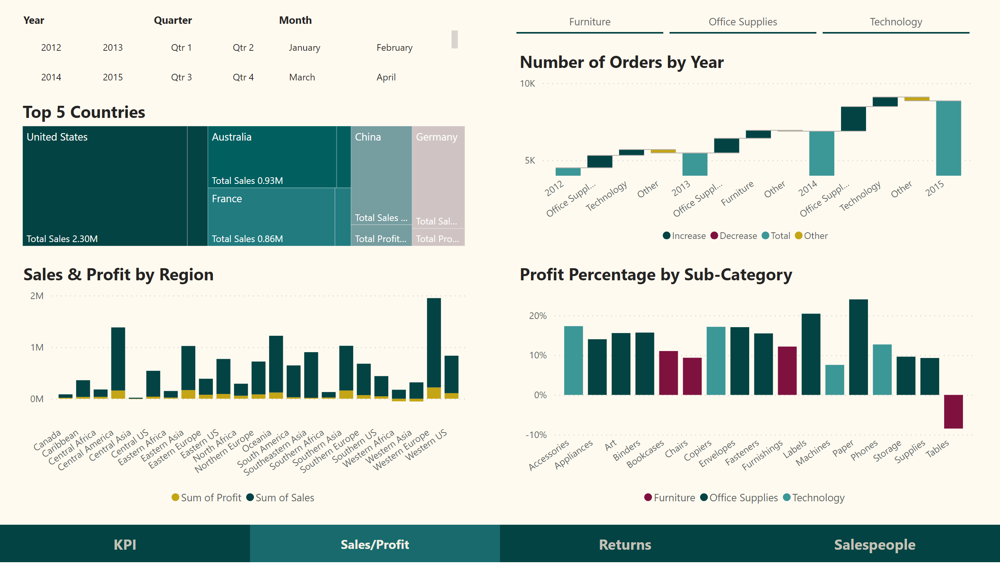 Year Quarter Month
2012 2013 Qtr 1 Qtr 2 January February
2014 2015 Qtr 3 Qtr 4 March April
Furniture Office Supplies Technology
Top 5 Countries
United States Australia China Germany
Total Sales 0.93M
France
Total Sales ... Total Sal...
Total Sales 2.30M Total Sales 0.86M Total Profit... Total Pro...
Number of Orders by Year
10K
5K
2012 Office Suppl... Technology Other 2013 Office Suppl... Furniture Other 2014 Office Suppl... Technology Other 2015
Increase Decrease Total Other
Sales & Profit by Region
2M
1M
0M
Canada Caribbean Central Africa Central America Central Asia Central US Eastern Africa Eastern Asia Eastern Europe Eastern US North Africa Northern Europe Oceania South America Southeastern Asia Southern Africa Southern Asia Southern Europe Southern US Western Africa Western Asia Western Europe Western US
Sum of Profit Sum of Sales
Profit Percentage by Sub-Category
20%
10%
0%
-10%
Accessories Appliances Art Binders Bookcases Chairs Copiers Envelopes Fasteners Furnishings Labels Machines Paper Phones Storage Supplies Tables
Furniture Office Supplies Technology
KPI Sales/Profit Returns Salespeople